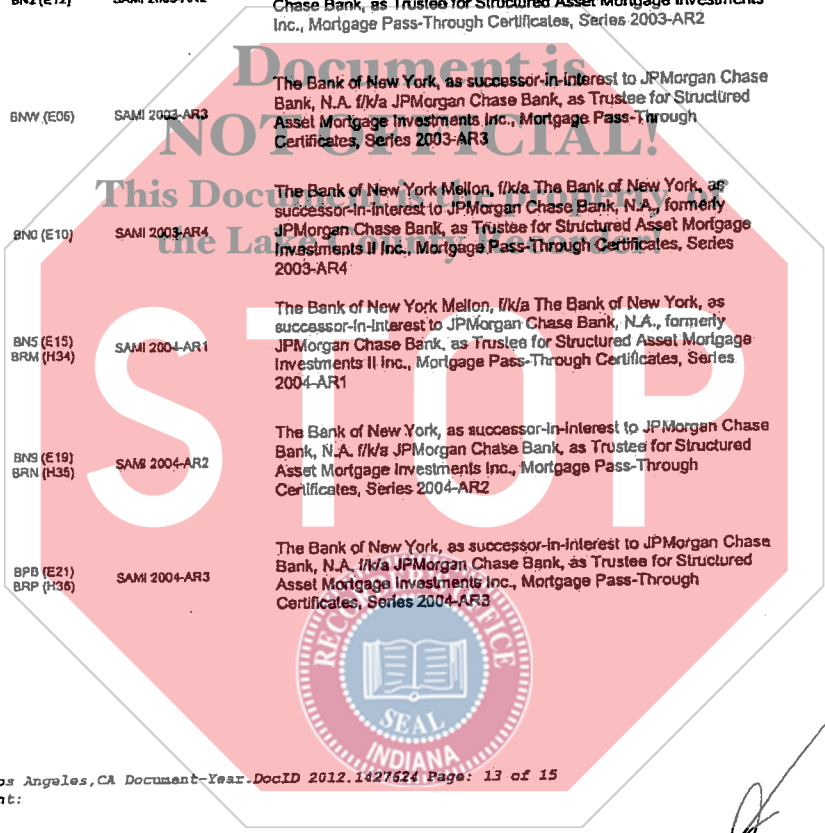 BNZ (E12)
Chase Bank, as Trustee for Structured Asset Mortgage Investments
Inc., Mortgage Pass-Through Certificates, Series 2003-AR2
Document is
NOT OFFICIAL!
This Document is the property of
the Lake County Recorder!
BNW (E06) SAMI 2003-AR3
The Bank of New York, as successor-in-interest to JPMorgan Chase
Bank, N.A. f/k/a JPMorgan Chase Bank, as Trustee for Structured
Asset Mortgage Investments Inc., Mortgage Pass-Through
Certificates, Series 2003-AR3
BN0 (E10) SAMI 2003-AR4
The Bank of New York Mellon, f/k/a The Bank of New York, as
successor-in-interest to JPMorgan Chase Bank, N.A., formerly
JPMorgan Chase Bank, as Trustee for Structured Asset Mortgage
Investments II Inc., Mortgage Pass-Through Certificates, Series
2003-AR4
BNS (E15)
BRM (H34)
SAMI 2004-AR1
The Bank of New York Mellon, f/k/a The Bank of New York, as
successor-in-interest to JPMorgan Chase Bank, N.A., formerly
JPMorgan Chase Bank, as Trustee for Structured Asset Mortgage
Investments II Inc., Mortgage Pass-Through Certificates, Series
2004-AR1
STOP
BN9 (E19)
BRN (H35)
SAMI 2004-AR2
The Bank of New York, as successor-in-interest to JPMorgan Chase
Bank, N.A. f/k/a JPMorgan Chase Bank, as Trustee for Structured
Asset Mortgage Investments Inc., Mortgage Pass-Through
Certificates, Series 2004-AR2
BPB (E21)
BRP (H36)
SAMI 2004-AR3
The Bank of New York, as successor-in-interest to JPMorgan Chase
Bank, N.A. f/k/a JPMorgan Chase Bank, as Trustee for Structured
Asset Mortgage Investments Inc., Mortgage Pass-Through
Certificates, Series 2004-AR3
SEAL
INDIANA
os Angeles,CA Document-Year.DocID 2012.1427624 Page: 13 of 15
nt: